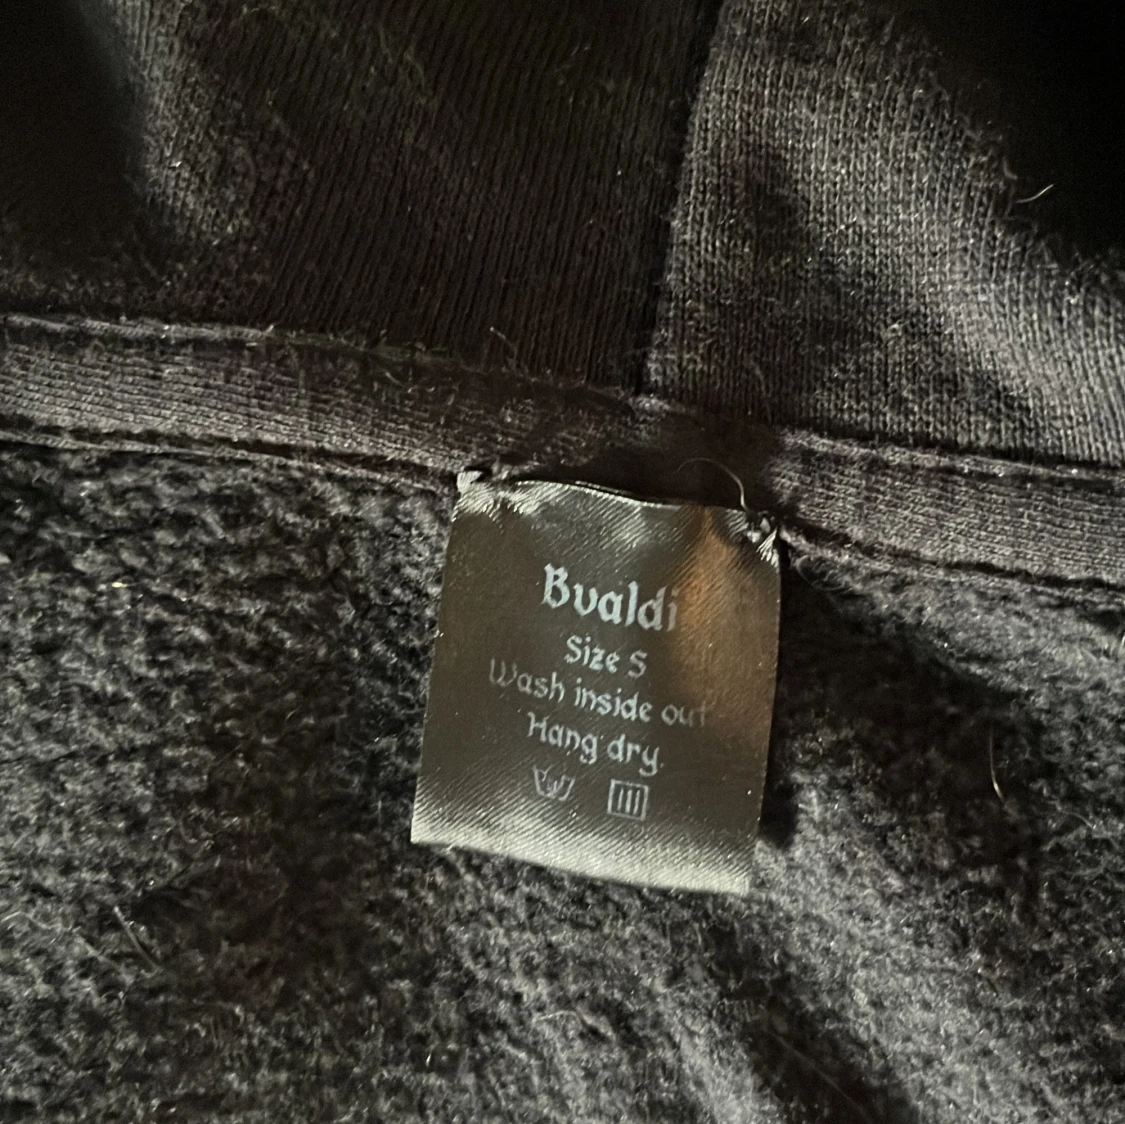 Bvaldi
Size S
Wash inside out
Hang dry.